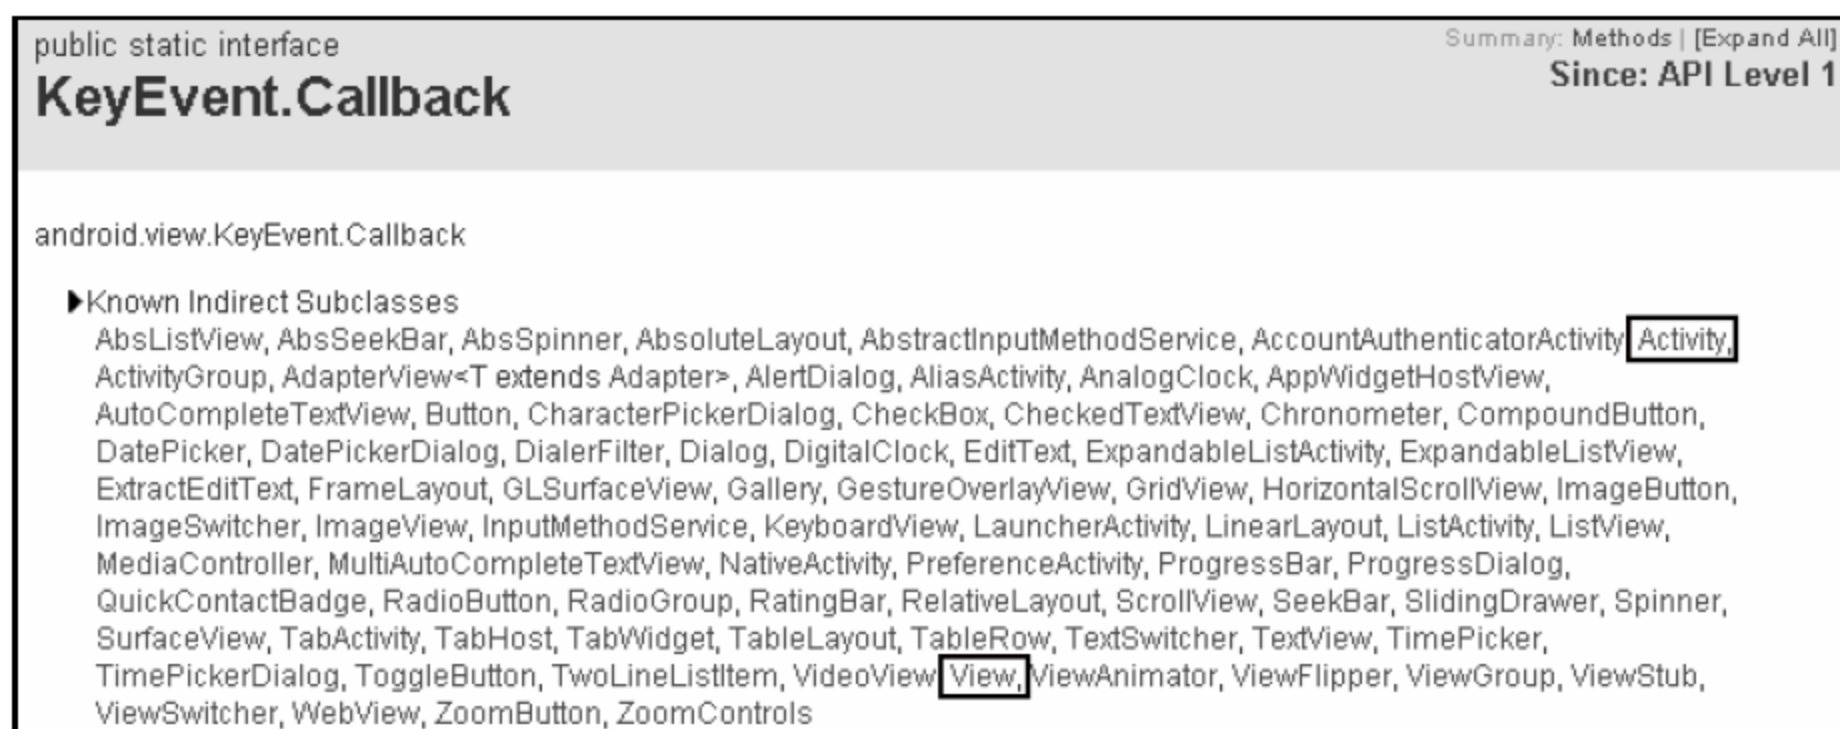 public static interface
Summary: Methods | [Expand All]
KeyEvent.Callback
Since: API Level 1
android.view.KeyEvent.Callback
Known Indirect Subclasses
AbsListView, AbsSeekBar, AbsSpinner, AbsoluteLayout, AbstractInputMethodService, AccountAuthenticatorActivity Activity,
ActivityGroup, AdapterView<T extends Adapter>, AlertDialog, AliasActivity, AnalogClock, AppWidgetHostView,
AutoCompleteTextView, Button, CharacterPickerDialog, CheckBox, CheckedTextView, Chronometer, CompoundButton,
DatePicker, DatePickerDialog, DialerFilter, Dialog, DigitalClock, EditText, ExpandableListActivity, ExpandableListView,
ExtractEditText, FrameLayout, GLSurfaceView, Gallery, GestureOverlayView, GridView, HorizontalScrollView, ImageButton,
ImageSwitcher, ImageView, InputMethodService, KeyboardView, LauncherActivity, LinearLayout, ListActivity, ListView,
MediaController, MultiAutoCompleteTextView, NativeActivity, PreferenceActivity, ProgressBar, ProgressDialog,
QuickContactBadge, RadioButton, RadioGroup, RatingBar, RelativeLayout, ScrollView, SeekBar, SlidingDrawer, Spinner,
SurfaceView, TabActivity, TabHost, TabWidget, TableLayout, TableRow, TextSwitcher, TextView, TimePicker,
TimePickerDialog, ToggleButton, TwoLineListItem, VideoView View, ViewAnimator, ViewFlipper, ViewGroup, ViewStub,
ViewSwitcher, WebView, ZoomButton, ZoomControls